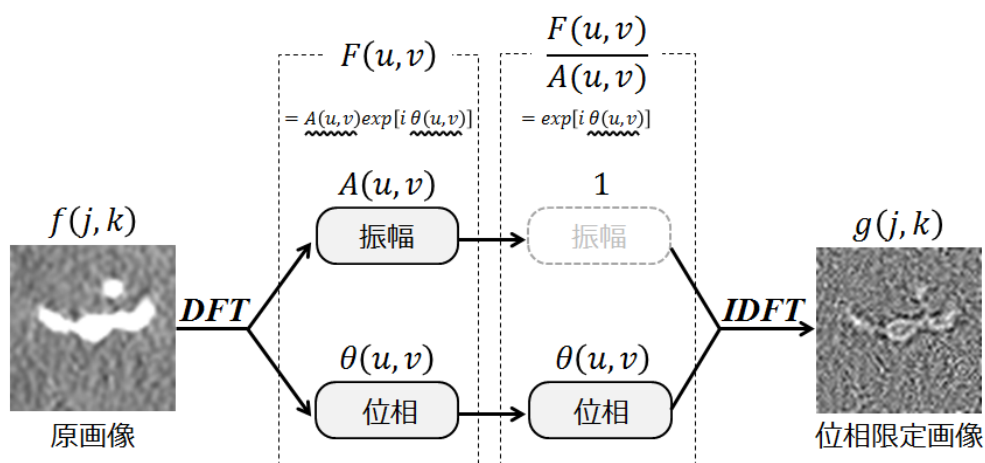 F(u,v)
= A(u,v)exp[i θ(u,v)]
F(u,v)
A(u,v)
= exp[i θ(u,v)]
A(u,v)
1
f(j,k)
振幅
振幅
g(j,k)
DFT
IDFT
θ(u,v)
θ(u,v)
位相
位相
原画像
位相限定画像